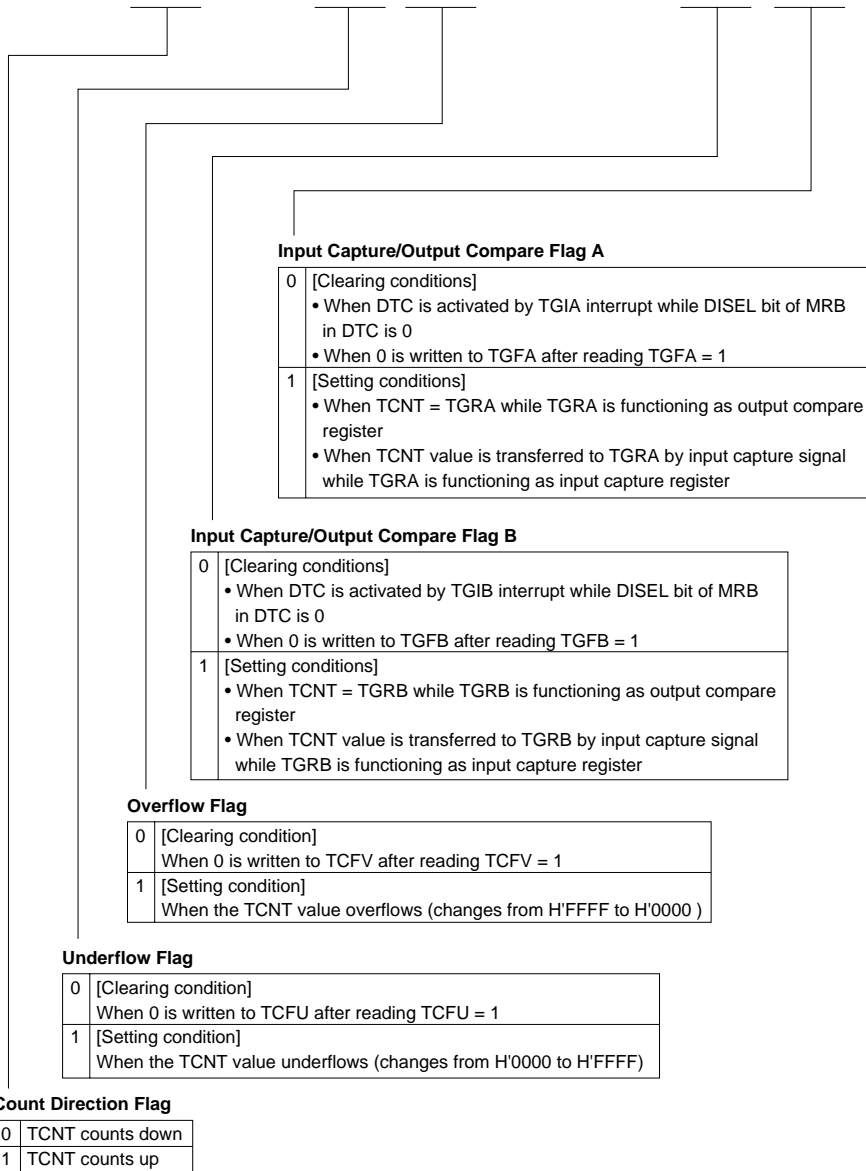 Input Capture/Output Compare Flag A
0 [Clearing conditions]
• When DTC is activated by TGIA interrupt while DISEL bit of MRB
in DTC is 0
• When 0 is written to TGFA after reading TGFA = 1
1 [Setting conditions]
• When TCNT = TGRA while TGRA is functioning as output compare
register
• When TCNT value is transferred to TGRA by input capture signal
while TGRA is functioning as input capture register
Input Capture/Output Compare Flag B
0 [Clearing conditions]
• When DTC is activated by TGIB interrupt while DISEL bit of MRB
in DTC is 0
• When 0 is written to TGFB after reading TGFB = 1
1 [Setting conditions]
• When TCNT = TGRB while TGRB is functioning as output compare
register
• When TCNT value is transferred to TGRB by input capture signal
while TGRB is functioning as input capture register
Overflow Flag
0 [Clearing condition]
When 0 is written to TCFV after reading TCFV = 1
1 [Setting condition]
When the TCNT value overflows (changes from H'FFFF to H'0000 )
Underflow Flag
0 [Clearing condition]
When 0 is written to TCFU after reading TCFU = 1
1 [Setting condition]
When the TCNT value underflows (changes from H'0000 to H'FFFF)
Count Direction Flag
0 TCNT counts down
1 TCNT counts up